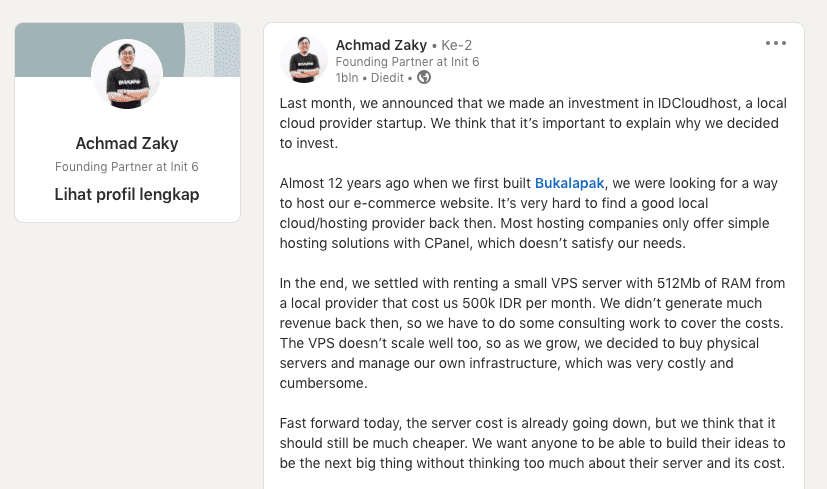 Achmad Zaky
Founding Partner at Init 6
Lihat profil lengkap
Achmad Zaky • Ke-2
Founding Partner at Init 6
1bln • Diedit •
Last month, we announced that we made an investment in IDCloudhost, a local
cloud provider startup. We think that it's important to explain why we decided
to invest.
Almost 12 years ago when we first built Bukalapak, we were looking for a way
to host our e-commerce website. It's very hard to find a good local
cloud/hosting provider back then. Most hosting companies only offer simple
hosting solutions with CPanel, which doesn't satisfy our needs.
In the end, we settled with renting a small VPS server with 512Mb of RAM from
a local provider that cost us 500k IDR per month. We didn't generate much
revenue back then, so we have to do some consulting work to cover the costs.
The VPS doesn't scale well too, so as we grow, we decided to buy physical
servers and manage our own infrastructure, which was very costly and
cumbersome.
Fast forward today, the server cost is already going down, but we think that it
should still be much cheaper. We want anyone to be able to build their ideas to
be the next big thing without thinking too much about their server and its cost.